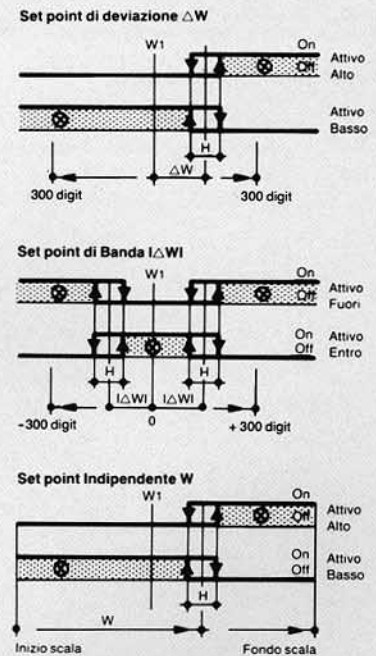 Set point di deviazione △W
W1
On
Off
Attivo
Alto
On
Off
Attivo
Basso
H
△W
300 digit
300 digit
Set point di Banda I△WI
W1
On
Off
Attivo
Fuori
On
Off
Attivo
Entro
H
H
I△WI
I△WI
-300 digit
0
+300 digit
Set point Indipendente W
W1
On
Off
Attivo
Alto
On
Off
Attivo
Basso
H
W
Inizio scala
Fondo scala